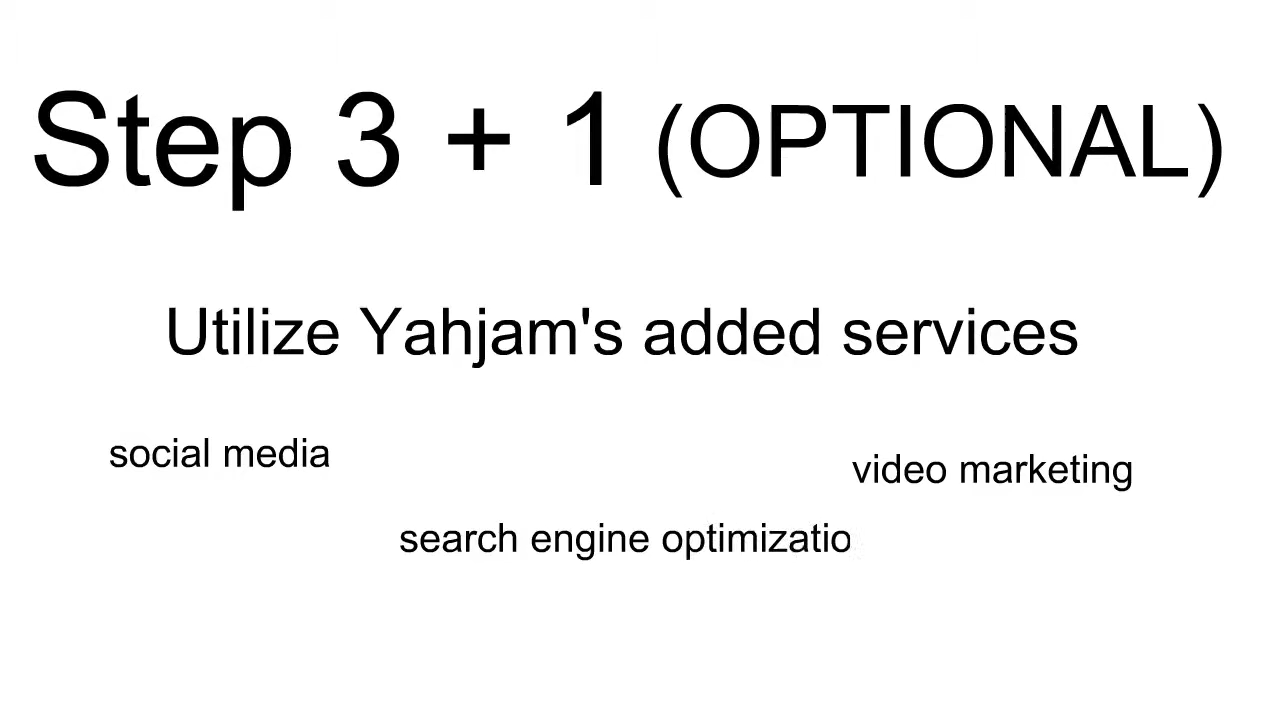 Step 3 + 1 (OPTIONAL)
Utilize Yahjam's added services
social media
video marketing
search engine optimizatio